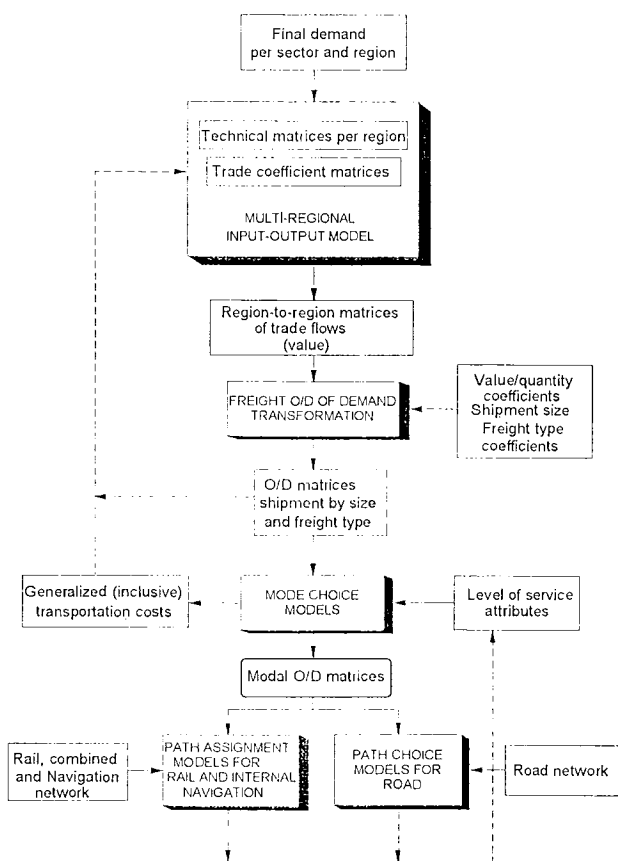 Final demand
per sector and region
Technical matrices per region
Trade coefficient matrices
MULTI-REGIONAL
INPUT-OUTPUT MODEL
Region-to-region matrices
of trade flows
(value)
FREIGHT O/D OF DEMAND
TRANSFORMATION
Value/quantity
coefficients
Shipment size
Freight type
coefficients
O/D matrices
shipment by size
and freight type
Generalized (inclusive)
transportation costs
MODE CHOICE
MODELS
Level of service
attributes
Modal O/D matrices
Rail, combined
and Navigation
network
PATH ASSIGNMENT
MODELS FOR
RAIL AND INTERNAL
NAVIGATION
PATH CHOICE
MODELS FOR
ROAD
Road network